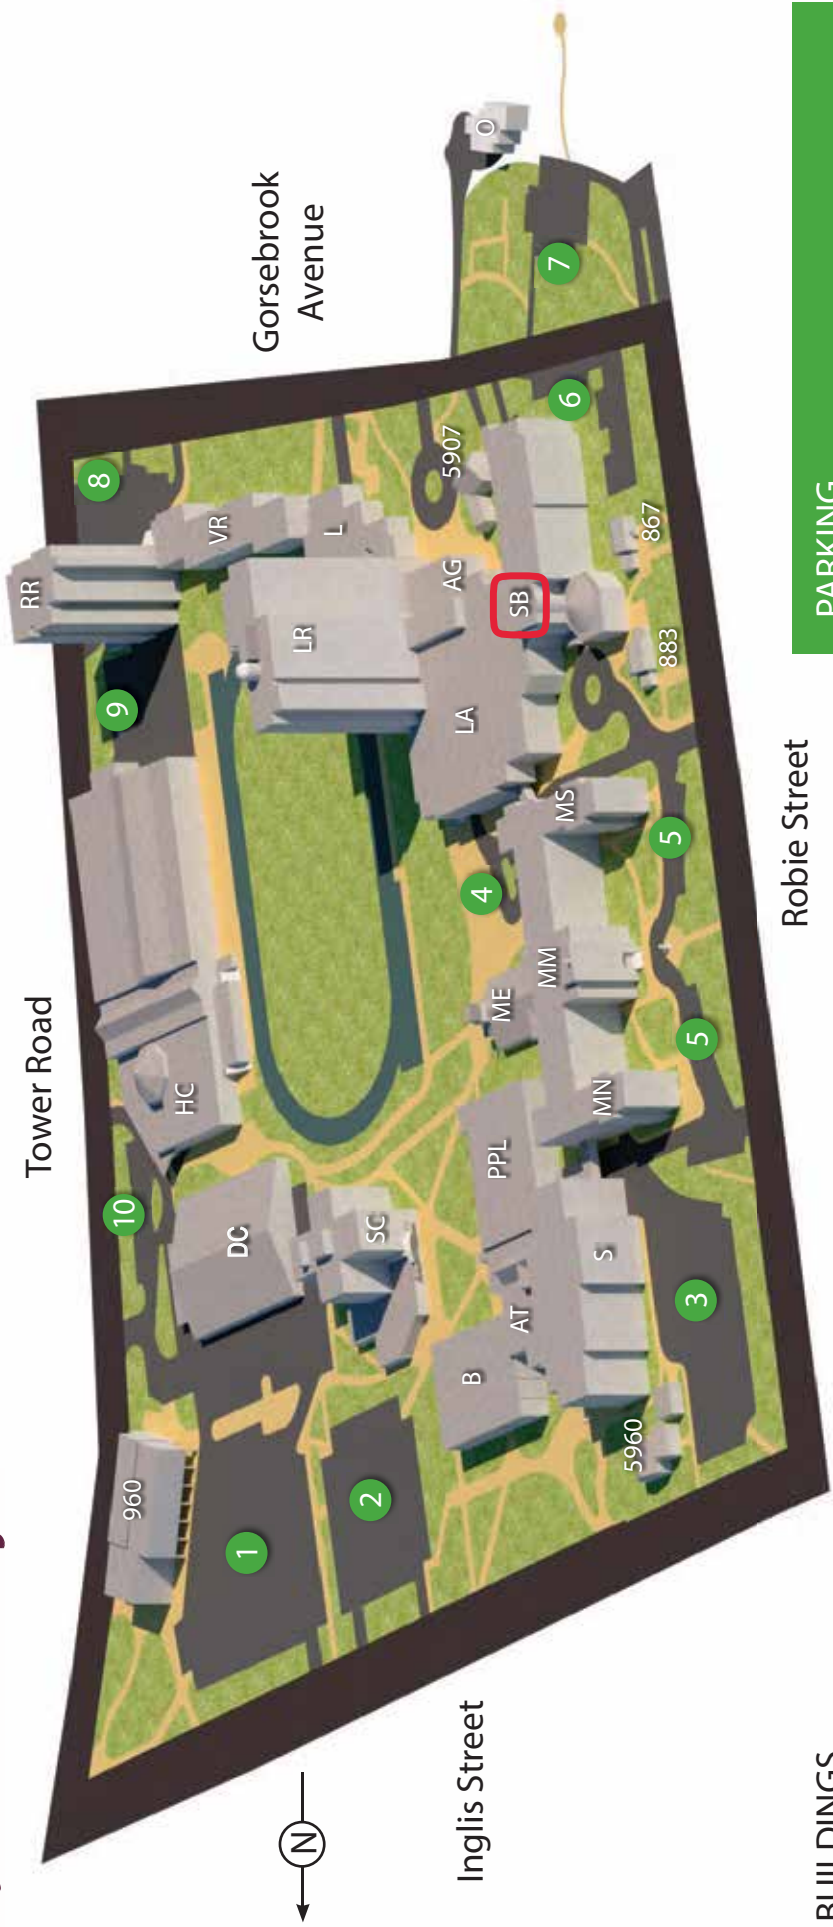 RR
Tower Road
8
9
10
960
HC
VR
DC
1
Gorsebrook
Avenue
LR
N
L
2
SC
5907
AG
LA
B
Inglis Street
4
O
PPL
ME
SB
AT
MM
7
MS
6
MN
S
5960
867
883
5
5
3
Robie Street
BUILDINGS
PARKING